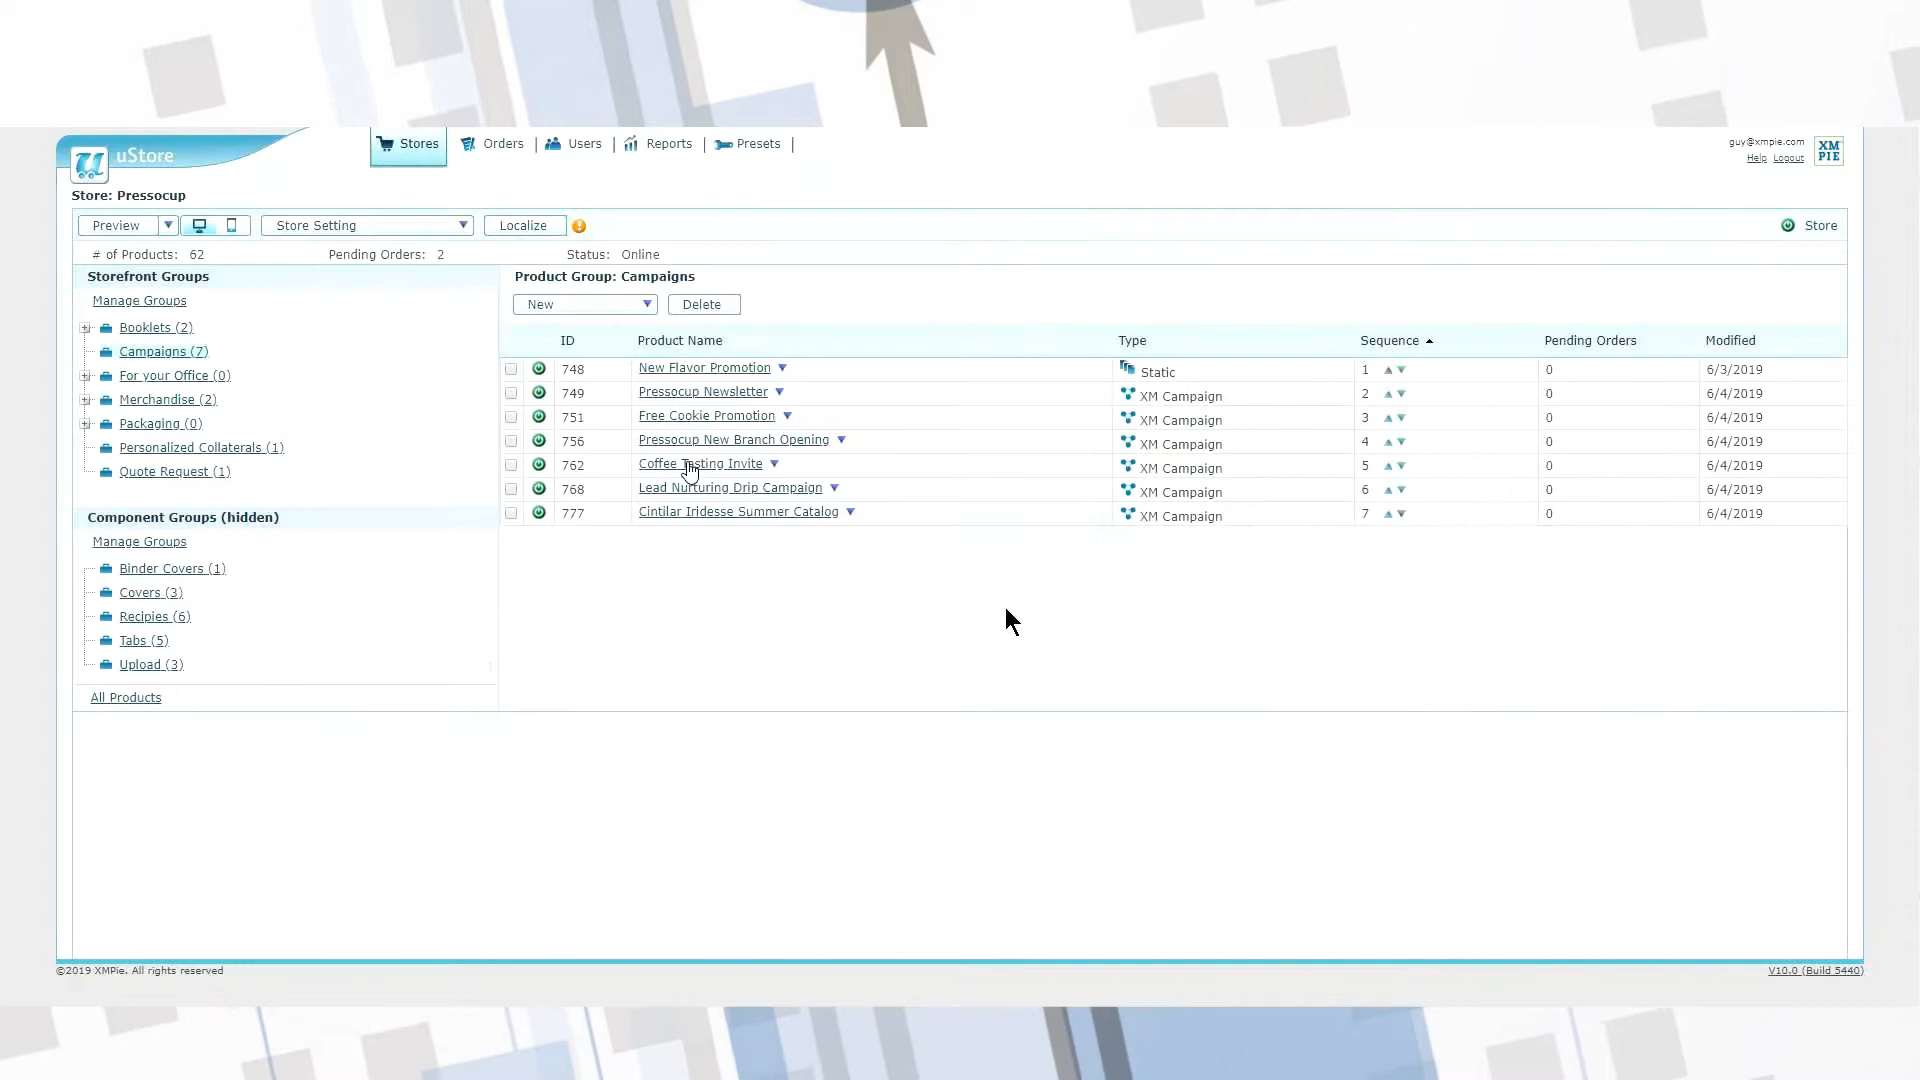 uStore
Stores
Orders
Users
Reports
Presets
guy@xmpie.com
Help Logout
XM PIE
Store: Pressocup
Preview
Store Setting
Localize
Store
# of Products: 62
Pending Orders: 2
Status: Online
Storefront Groups
Manage Groups
Booklets (2)
Campaigns (7)
For your Office (0)
Merchandise (2)
Packaging (0)
Personalized Collaterals (1)
Quote Request (1)
Component Groups (hidden)
Manage Groups
Binder Covers (1)
Covers (3)
Recipies (6)
Tabs (5)
Upload (3)
All Products
Product Group: Campaigns
New
Delete
ID Product Name Type Sequence Pending Orders Modified
748 New Flavor Promotion Static 1 0 6/3/2019
749 Pressocup Newsletter XM Campaign 2 0 6/4/2019
751 Free Cookie Promotion XM Campaign 3 0 6/4/2019
756 Pressocup New Branch Opening XM Campaign 4 0 6/4/2019
762 Coffee Tasting Invite XM Campaign 5 0 6/4/2019
768 Lead Nurturing Drip Campaign XM Campaign 6 0 6/4/2019
777 Cintilar Iridesse Summer Catalog XM Campaign 7 0 6/4/2019
©2019 XMPie. All rights reserved
V10.0 (Build 5440)